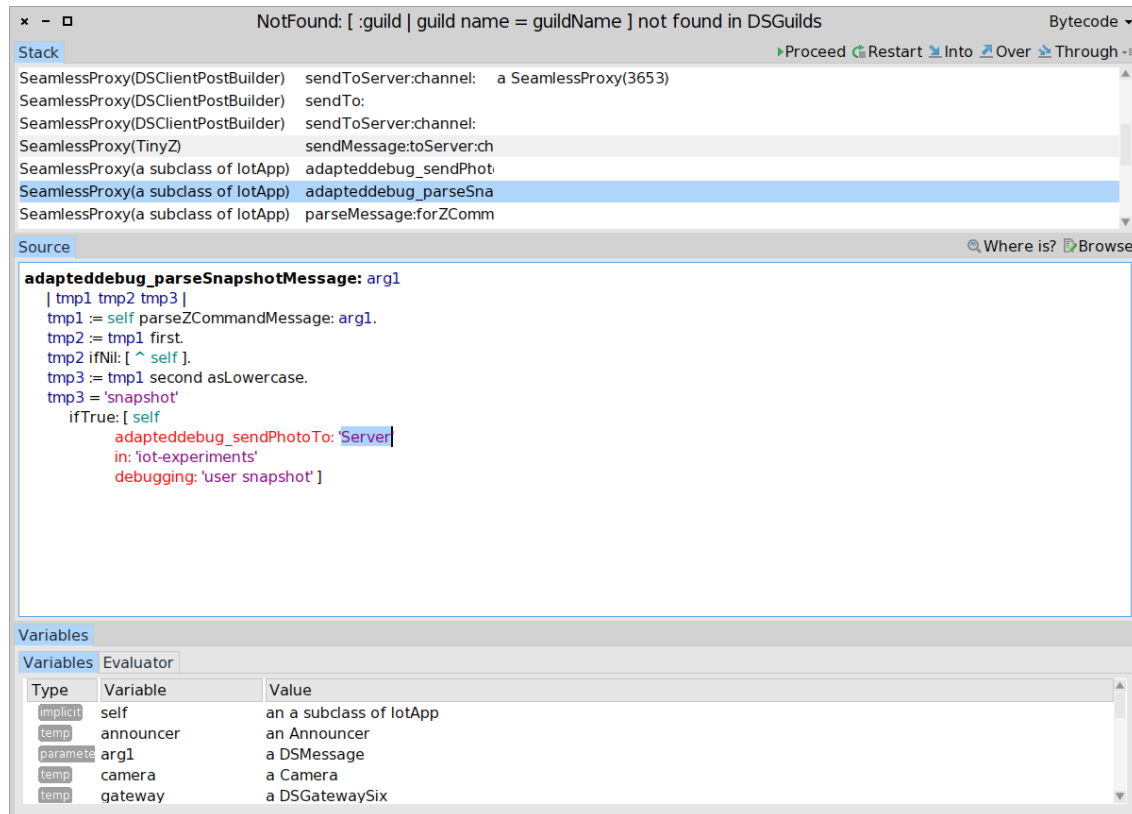 NotFound: [ :guild | guild name = guildName ] not found in DSGuilds Bytecode
Stack Proceed Restart Into Over Through
SeamlessProxy(DSClientPostBuilder) sendToServer:channel: a SeamlessProxy(3653)
SeamlessProxy(DSClientPostBuilder) sendTo:
SeamlessProxy(DSClientPostBuilder) sendToServer:channel:
SeamlessProxy(TinyZ) sendMessage:toServer:ch
SeamlessProxy(a subclass of IotApp) adapteddebug_sendPhot
SeamlessProxy(a subclass of IotApp) adapteddebug_parseSna
SeamlessProxy(a subclass of IotApp) parseMessage:forZComm
Source Where is? Browse
adapteddebug_parseSnapshotMessage: arg1
| tmp1 tmp2 tmp3 |
tmp1 := self parseZCommandMessage: arg1.
tmp2 := tmp1 first.
tmp2 ifNil: [ ^ self ].
tmp3 := tmp1 second asLowercase.
tmp3 = 'snapshot'
ifTrue: [ self
adapteddebug_sendPhotoTo: 'Server'
in: 'iot-experiments'
debugging: 'user snapshot' ]
Variables
Variables Evaluator
Type Variable Value
implicit self an a subclass of IotApp
temp announcer an Announcer
paramete arg1 a DSMessage
temp camera a Camera
temp gateway a DSGatewaySix